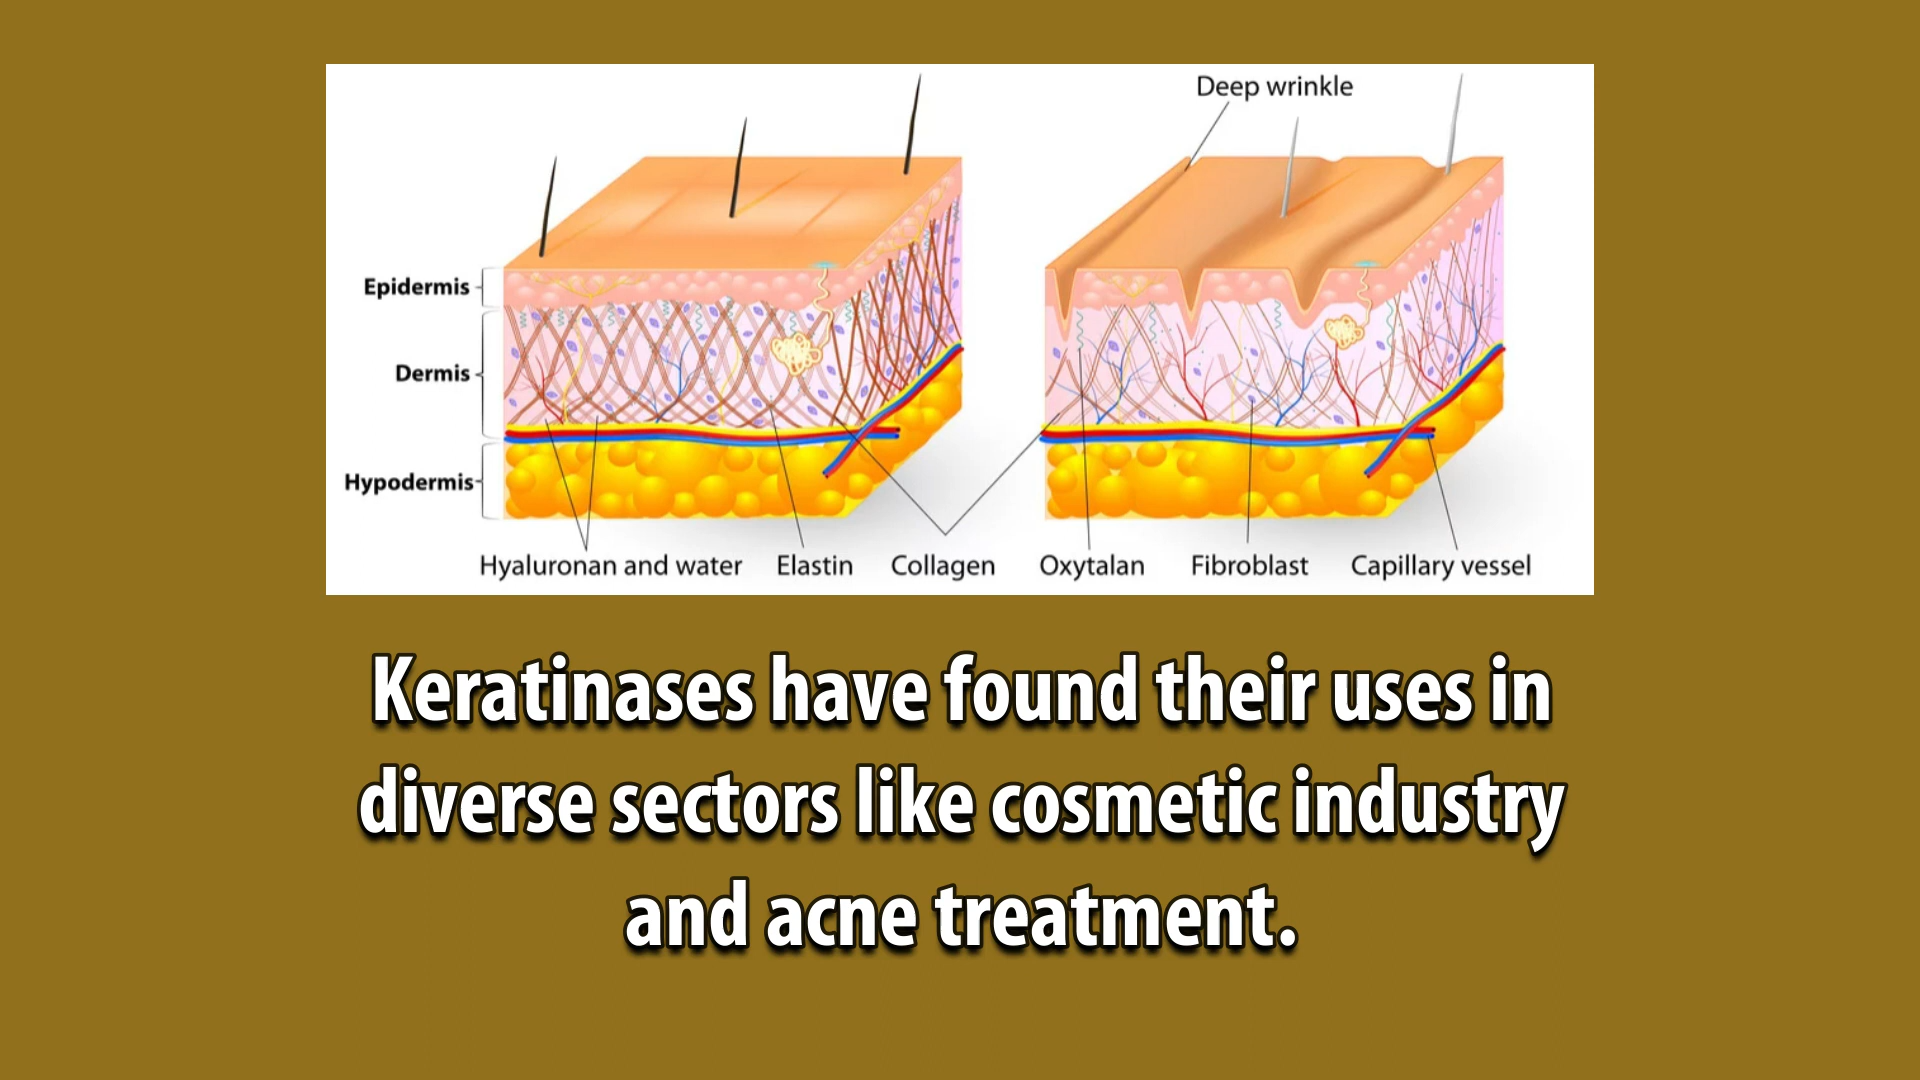 Deep wrinkle
Epidermis
Dermis
Hypodermis
Hyaluronan and water Elastin Collagen Oxytalan Fibroblast Capillary vessel
Keratinases have found their uses in
diverse sectors like cosmetic industry
and acne treatment.